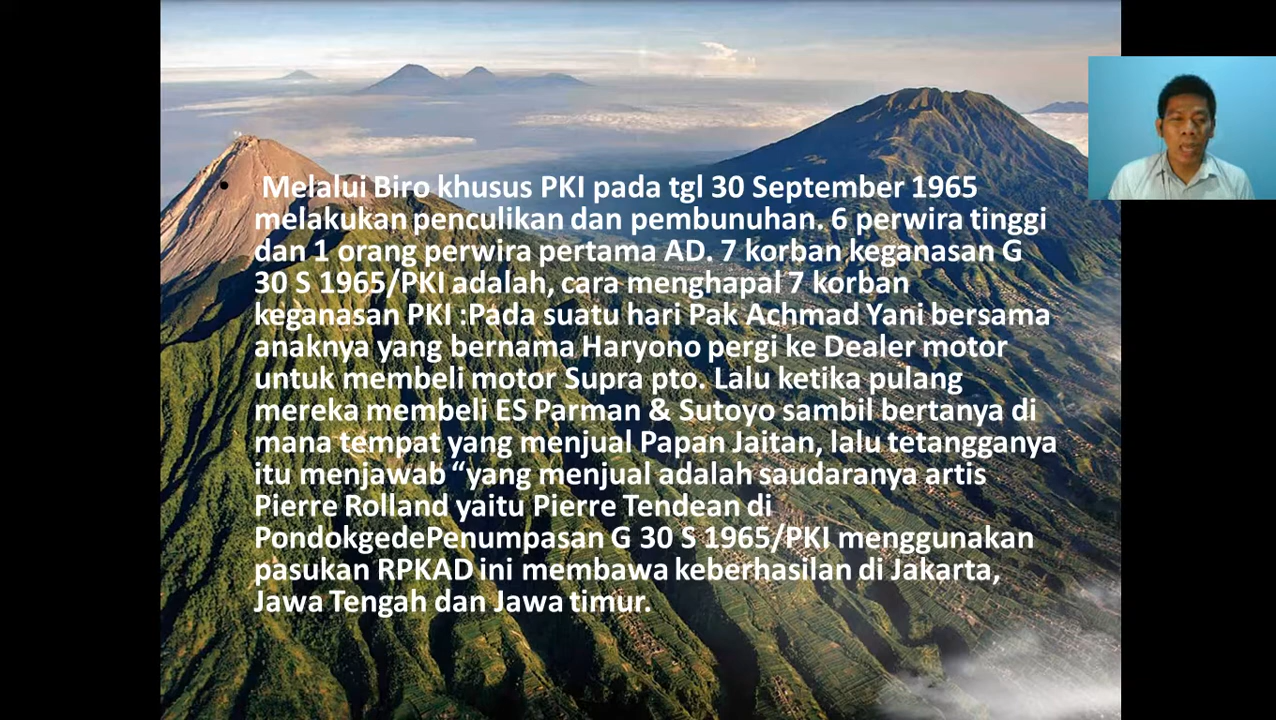 • Melalui Biro khusus PKI pada tgl 30 September 1965
melakukan penculikan dan pembunuhan. 6 perwira tinggi
dan 1 orang perwira pertama AD. 7 korban keganasan G
30 S 1965/PKI adalah, cara menghapal 7 korban
keganasan PKI :Pada suatu hari Pak Achmad Yani bersama
anaknya yang bernama Haryono pergi ke Dealer motor
untuk membeli motor Supra pto. Lalu ketika pulang
mereka membeli ES Parman & Sutoyo sambil bertanya di
mana tempat yang menjual Papan Jaitan, lalu tetangganya
itu menjawab “yang menjual adalah saudaranya artis
Pierre Rolland yaitu Pierre Tendean di
PondokgedePenumpasan G 30 S 1965/PKI menggunakan
pasukan RPKAD ini membawa keberhasilan di Jakarta,
Jawa Tengah dan Jawa timur.